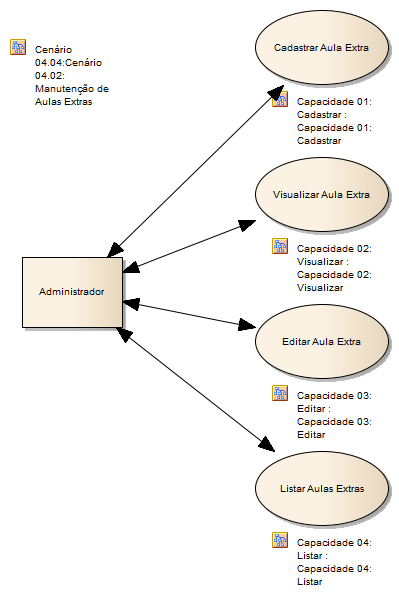 Cenário
04.04:Cenário
04.02:
Manutenção de
Aulas Extras
Cadastrar Aula Extra
Capacidade 01:
Cadastrar :
Capacidade 01:
Cadastrar
Visualizar Aula Extra
Capacidade 02:
Visualizar :
Capacidade 02:
Visualizar
Administrador
Editar Aula Extra
Capacidade 03:
Editar :
Capacidade 03:
Editar
Listar Aulas Extras
Capacidade 04:
Listar :
Capacidade 04:
Listar